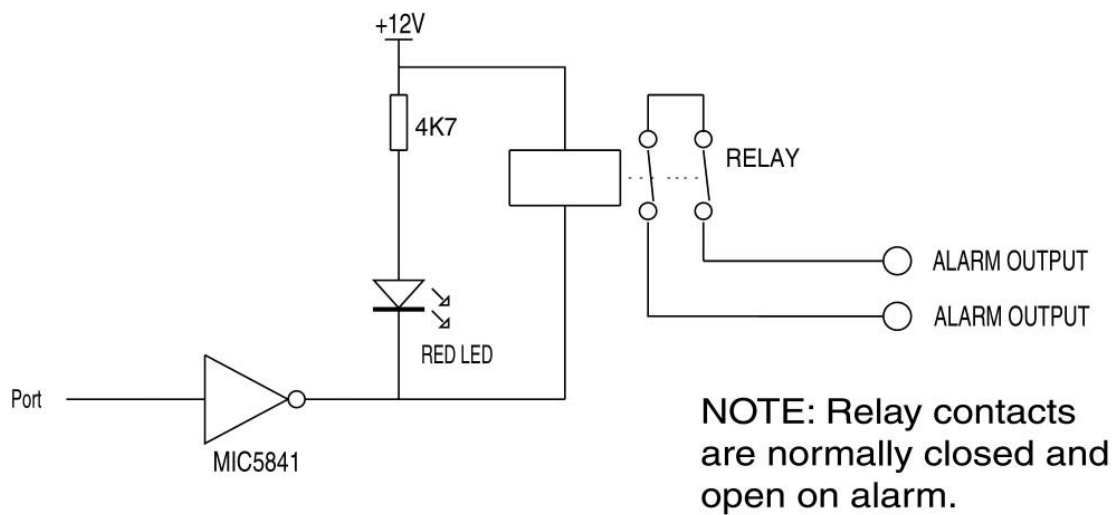 +12V
4K7
RELAY
ALARM OUTPUT
ALARM OUTPUT
RED LED
Port
MIC5841
NOTE: Relay contacts
are normally closed and
open on alarm.